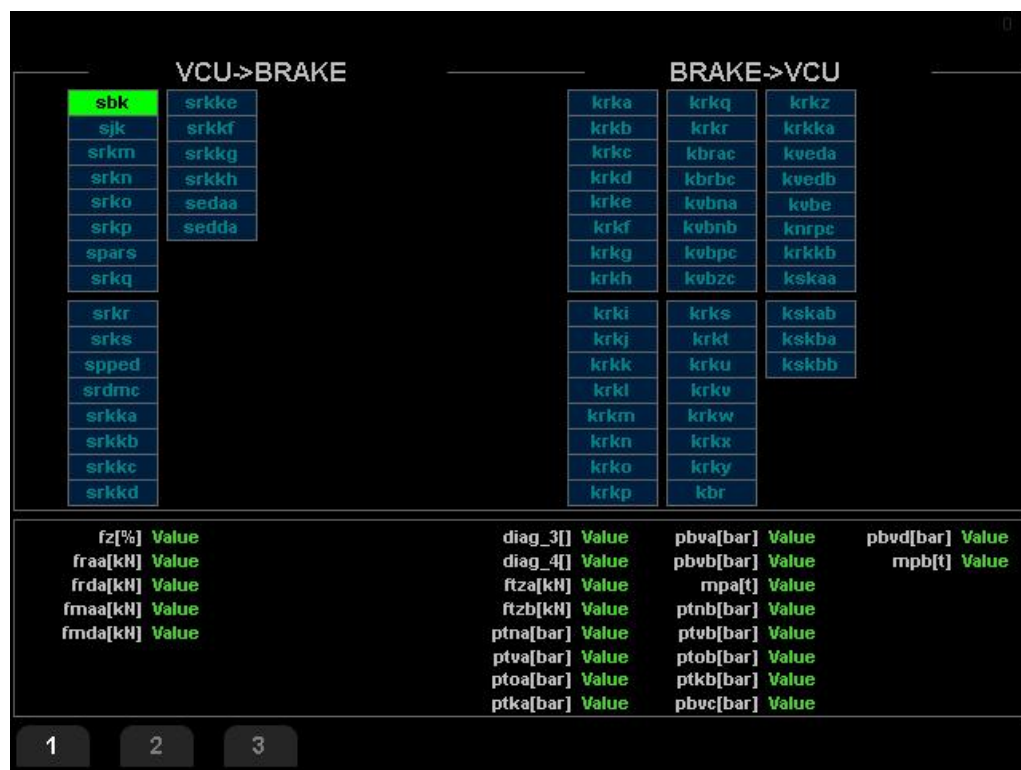 0
VCU->BRAKE BRAKE->VCU
sbk srkke krka krkq krkz
sjk srkkf krkb krkr krkka
srkm srkkg krkc kbrac kveda
srkn srkkh krkd kbrbc kvedb
srko sedaa krke kvbna kvbe
srkp sedda krkf kvbnb knrpc
spars krkg kvbpc krkkb
srkq krkh kvbzc kskaa
srkr krki krks kskab
srks krkj krkt kskba
spped krkk krku kskbb
srdmc krkl krkv
srkka krkm krkw
srkkb krkn krkx
srkkc krko krky
srkkd krkp kbr
fz[%] Value diag_3[] Value pbva[bar] Value pbvd[bar] Value
fraa[kN] Value diag_4[] Value pbvb[bar] Value mpb[t] Value
frda[kN] Value ftza[kN] Value mpa[t] Value
fmaa[kN] Value ftzb[kN] Value ptnb[bar] Value
fmda[kN] Value ptna[bar] Value ptvb[bar] Value
ptva[bar] Value ptob[bar] Value
ptoa[bar] Value ptkb[bar] Value
ptka[bar] Value pbvc[bar] Value
1 2 3